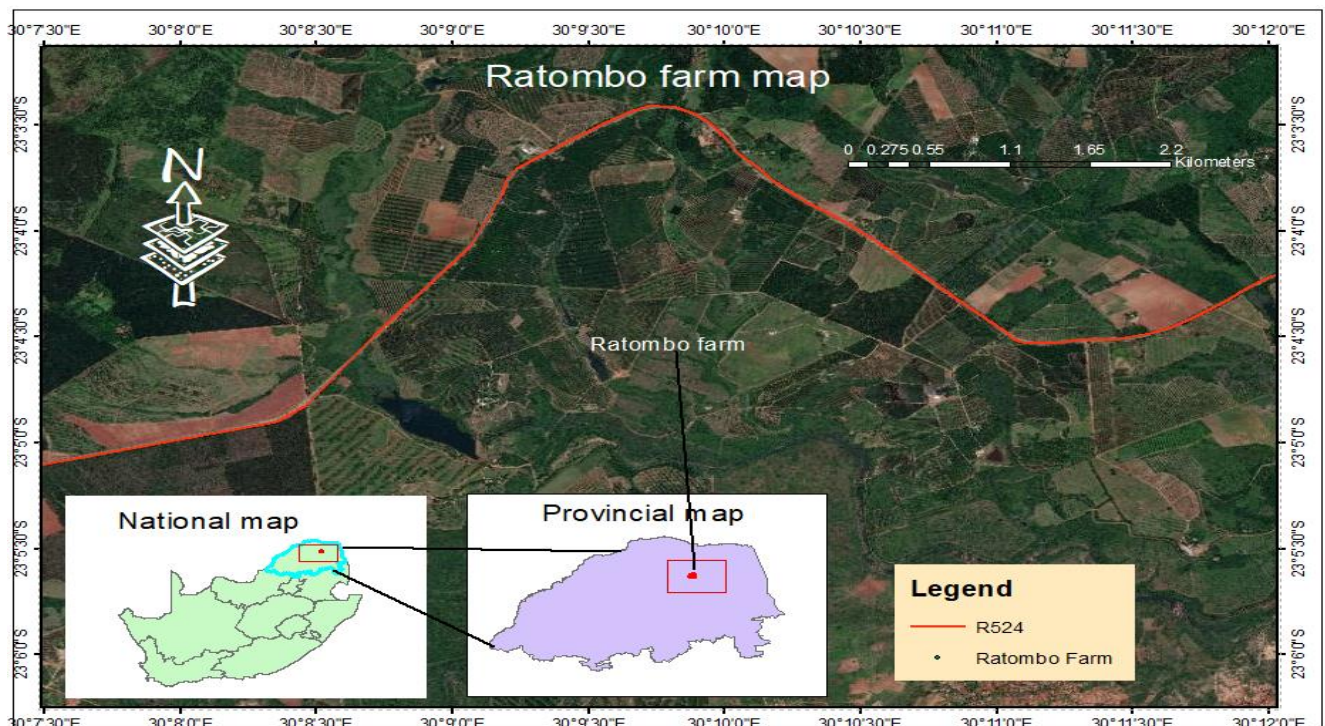 30°7'30"E 30°8'0"E 30°8'30"E 30°9'0"E 30°9'30"E 30°10'0"E 30°10'30"E 30°11'0"E 30°11'30"E 30°12'0"E
Ratombo farm map
23°3'30"S 23°3'30"S
0 0.275 0.55 1.1 1.65 2.2
Kilometers
N
23°4'0"S 23°4'0"S
23°4'30"S 23°4'30"S
Ratombo farm
23°5'0"S 23°5'0"S
National map
Provincial map
23°5'30"S 23°5'30"S
Legend
R524
Ratombo Farm
23°6'0"S 23°6'0"S
30°7'30"E 30°8'0"E 30°8'30"E 30°9'0"E 30°9'30"E 30°10'0"E 30°10'30"E 30°11'0"E 30°11'30"E 30°12'0"E